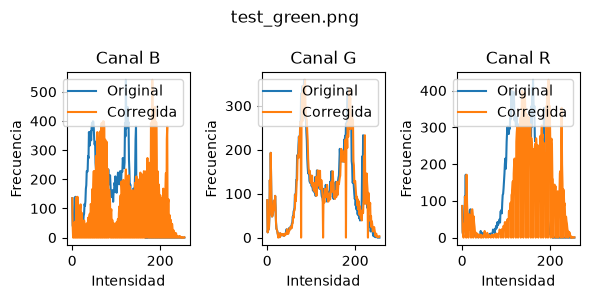 test_green.png
Canal B
Canal G
Canal R
Frecuencia
500
400
300
200
100
0
Original
Corregida
0
200
Intensidad
Frecuencia
300
200
100
0
Original
Corregida
0
200
Intensidad
Frecuencia
400
300
200
100
0
Original
Corregida
0
200
Intensidad